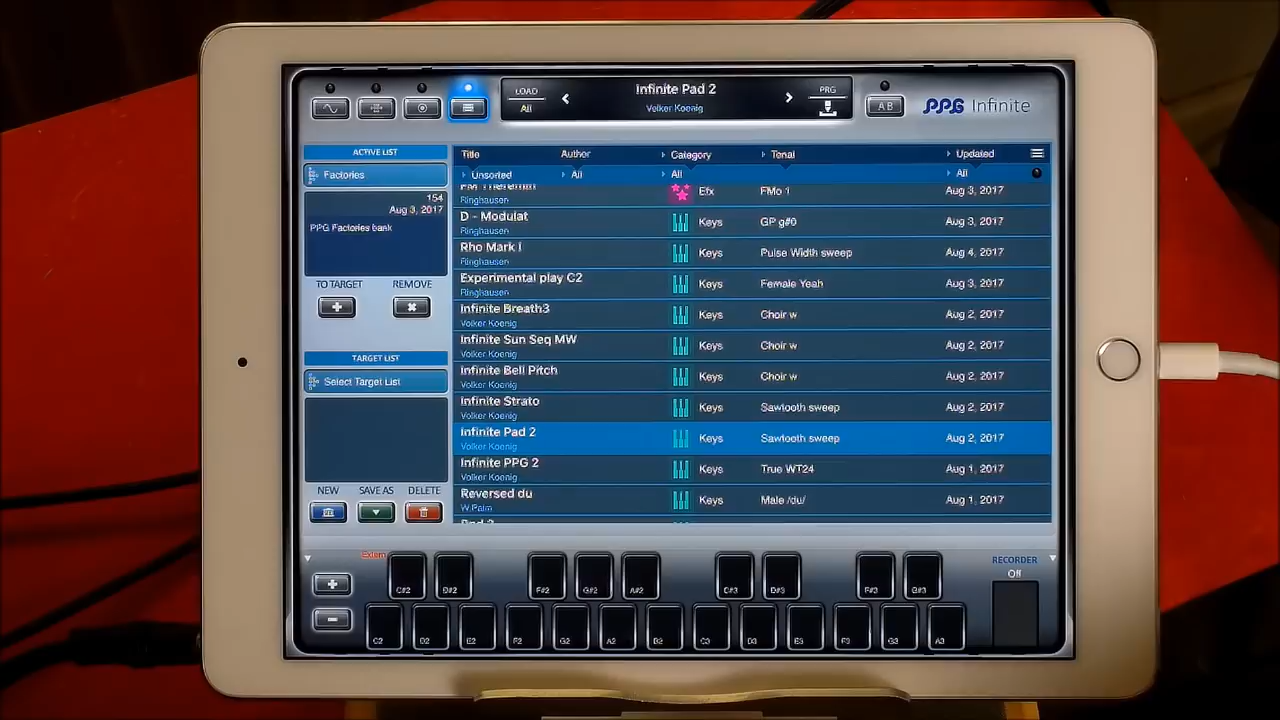 LOAD
All
Infinite Pad 2
Volker Koenig
PRG
A B
PPG Infinite
ACTIVE LIST
Factories
154
Aug 3, 2017
PPG Factories bank
TO TARGET
REMOVE
TARGET LIST
Select Target List
NEW
SAVE AS
DELETE
Title Author Category Tonal Updated
Unsorted All All All
FM Theremin
Ringhausen
Efx FMo 1 Aug 3, 2017
D - Modulat
Ringhausen
Keys GP g#0 Aug 3, 2017
Rho Mark I
Ringhausen
Keys Pulse Width sweep Aug 4, 2017
Experimental play C2
Ringhausen
Keys Female Yeah Aug 3, 2017
Infinite Breath3
Volker Koenig
Keys Choir w Aug 2, 2017
Infinite Sun Seq MW
Volker Koenig
Keys Choir w Aug 2, 2017
Infinite Bell Pitch
Volker Koenig
Keys Choir w Aug 2, 2017
Infinite Strato
Volker Koenig
Keys Sawtooth sweep Aug 2, 2017
Infinite Pad 2
Volker Koenig
Keys Sawtooth sweep Aug 2, 2017
Infinite PPG 2
Volker Koenig
Keys True WT24 Aug 1, 2017
Reversed du
W.Palm
Keys Male /du/ Aug 1, 2017
Extern
RECORDER
Off
C#2 D#2 F#2 G#2 A#2 C#3 D#3 F#3 G#3
C2 D2 E2 F2 G2 A2 B2 C3 D3 E3 F3 G3 A3